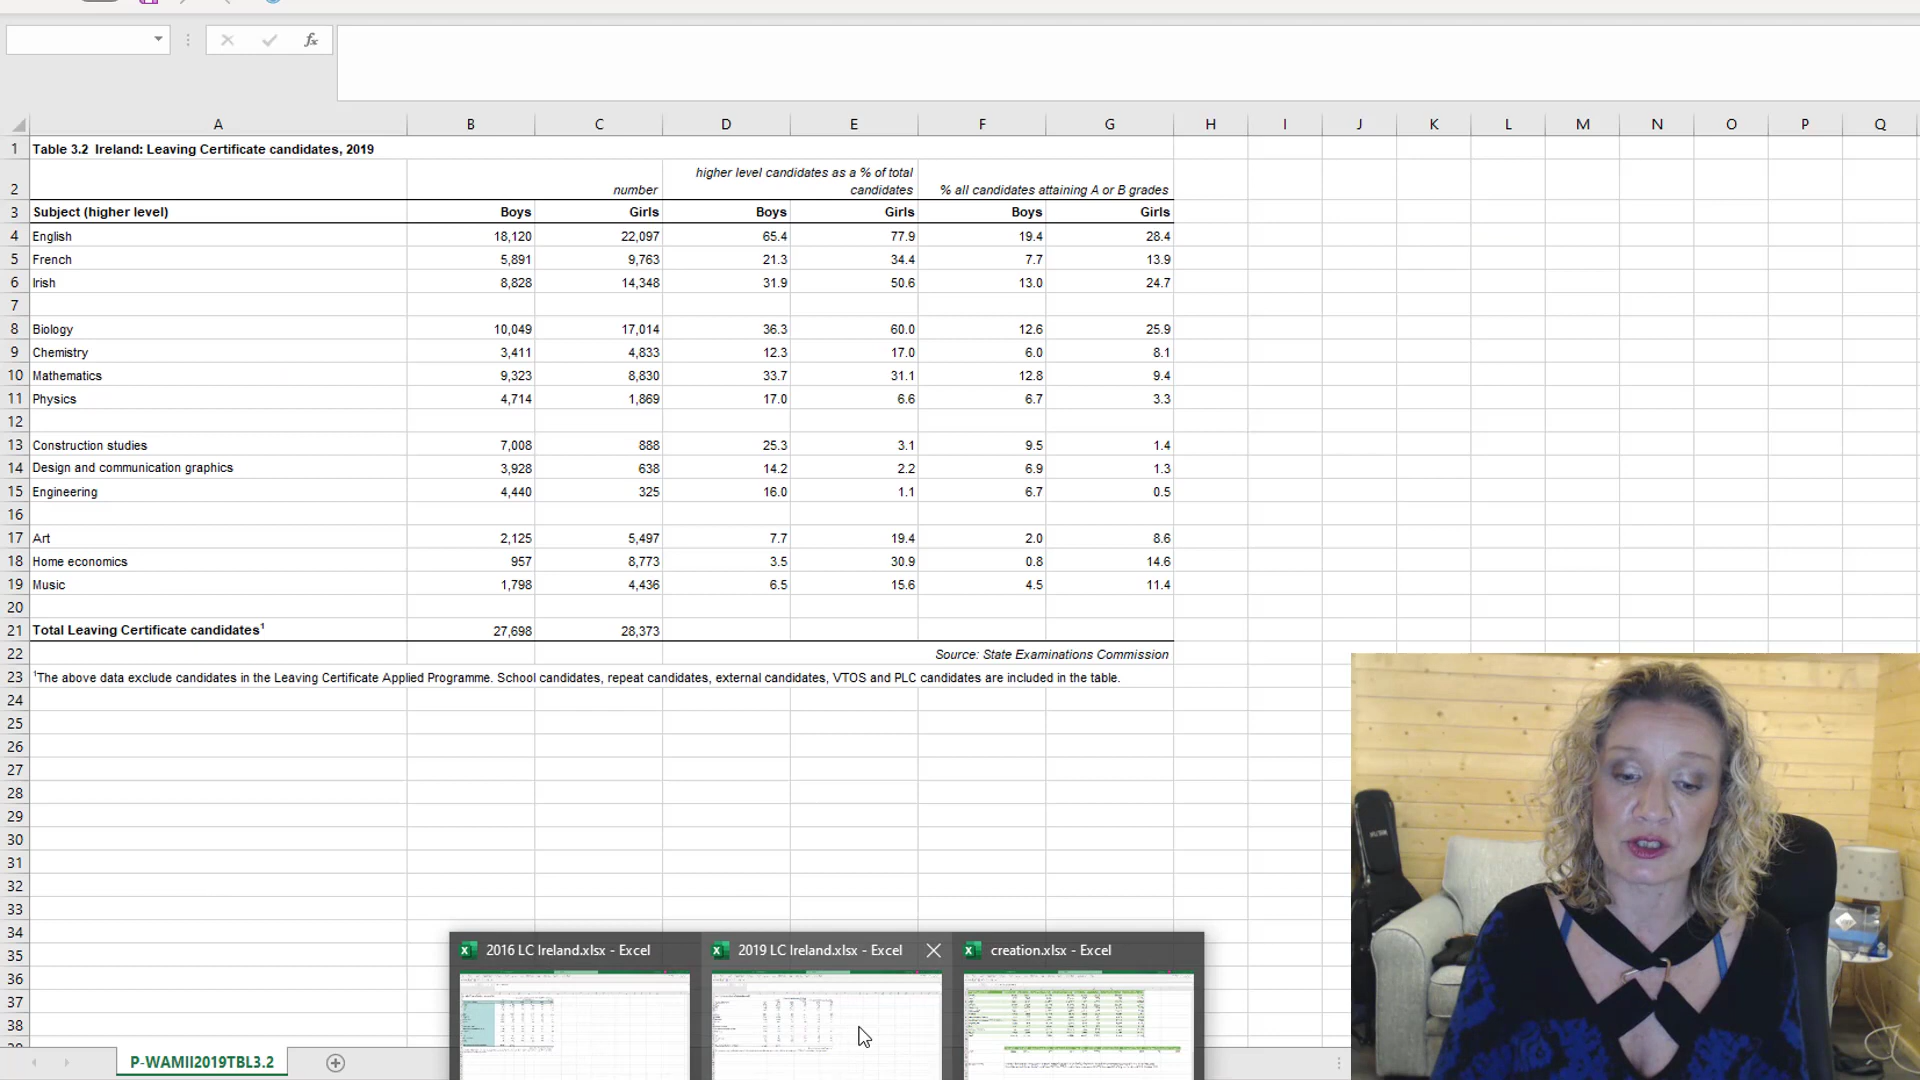 fx
A B C D E F G H I J K L M N O P Q
1 Table 3.2 Ireland: Leaving Certificate candidates, 2019
2 number higher level candidates as a % of total candidates % all candidates attaining A or B grades
3 Subject (higher level) Boys Girls Boys Girls Boys Girls
4 English 18,120 22,097 65.4 77.9 19.4 28.4
5 French 5,891 9,763 21.3 34.4 7.7 13.9
6 Irish 8,828 14,348 31.9 50.6 13.0 24.7
7
8 Biology 10,049 17,014 36.3 60.0 12.6 25.9
9 Chemistry 3,411 4,833 12.3 17.0 6.0 8.1
10 Mathematics 9,323 8,830 33.7 31.1 12.8 9.4
11 Physics 4,714 1,869 17.0 6.6 6.7 3.3
12
13 Construction studies 7,008 888 25.3 3.1 9.5 1.4
14 Design and communication graphics 3,928 638 14.2 2.2 6.9 1.3
15 Engineering 4,440 325 16.0 1.1 6.7 0.5
16
17 Art 2,125 5,497 7.7 19.4 2.0 8.6
18 Home economics 957 8,773 3.5 30.9 0.8 14.6
19 Music 1,798 4,436 6.5 15.6 4.5 11.4
20
21 Total Leaving Certificate candidates¹ 27,698 28,373
22 Source: State Examinations Commission
23 ¹The above data exclude candidates in the Leaving Certificate Applied Programme. School candidates, repeat candidates, external candidates, VTOS and PLC candidates are included in the table.
24
25
26
27
28
29
30
31
32
33
34
35
36
37
38
2016 LC Ireland.xlsx - Excel 2019 LC Ireland.xlsx - Excel creation.xlsx - Excel
P-WAMII2019TBL3.2